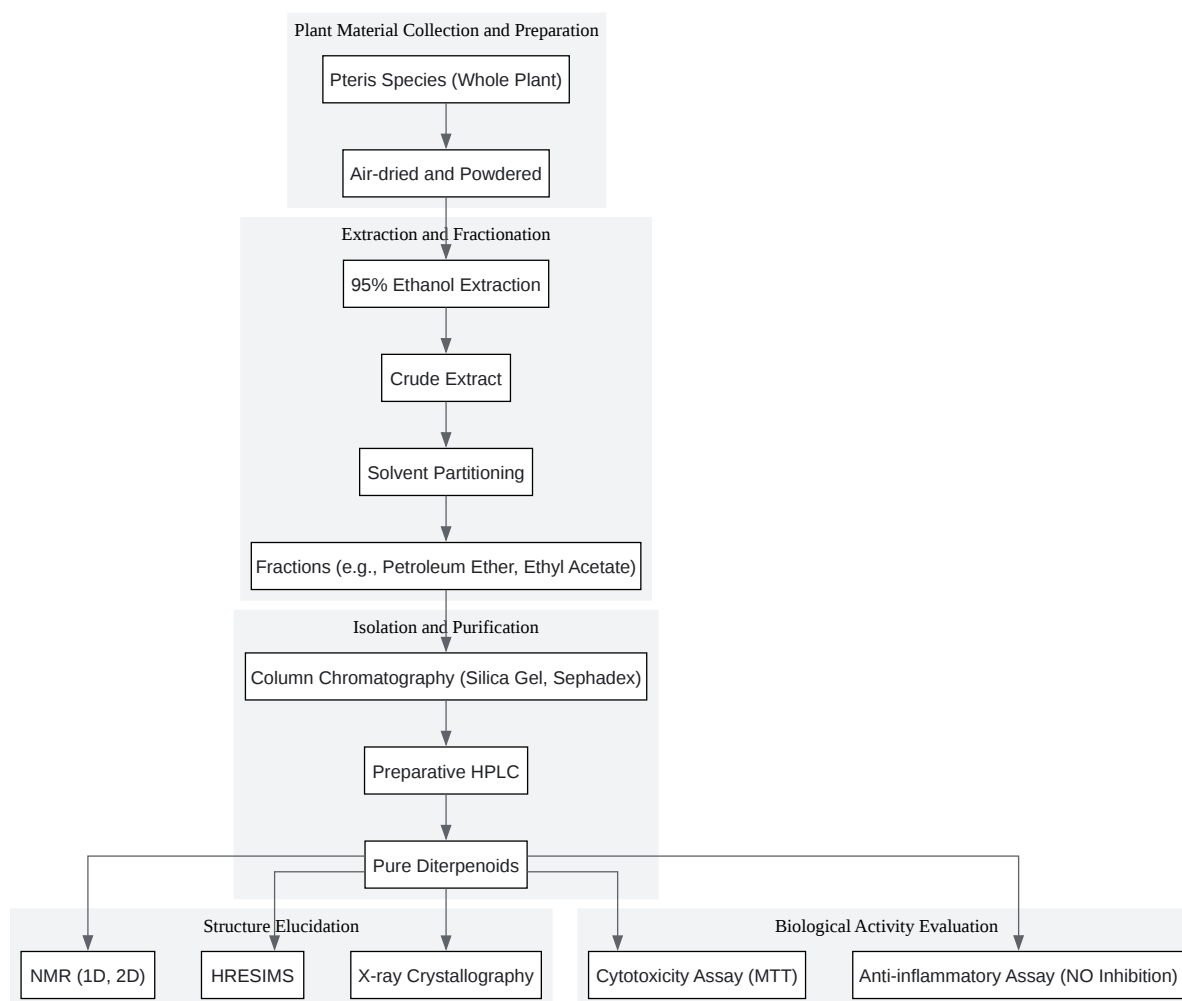 Plant Material Collection and Preparation
Pteris Species (Whole Plant)
Air-dried and Powdered
Extraction and Fractionation
95% Ethanol Extraction
Crude Extract
Solvent Partitioning
Fractions (e.g., Petroleum Ether, Ethyl Acetate)
Isolation and Purification
Column Chromatography (Silica Gel, Sephadex)
Preparative HPLC
Pure Diterpenoids
Structure Elucidation
NMR (1D, 2D)
HRESIMS
X-ray Crystallography
Biological Activity Evaluation
Cytotoxicity Assay (MTT)
Anti-inflammatory Assay (NO Inhibition)